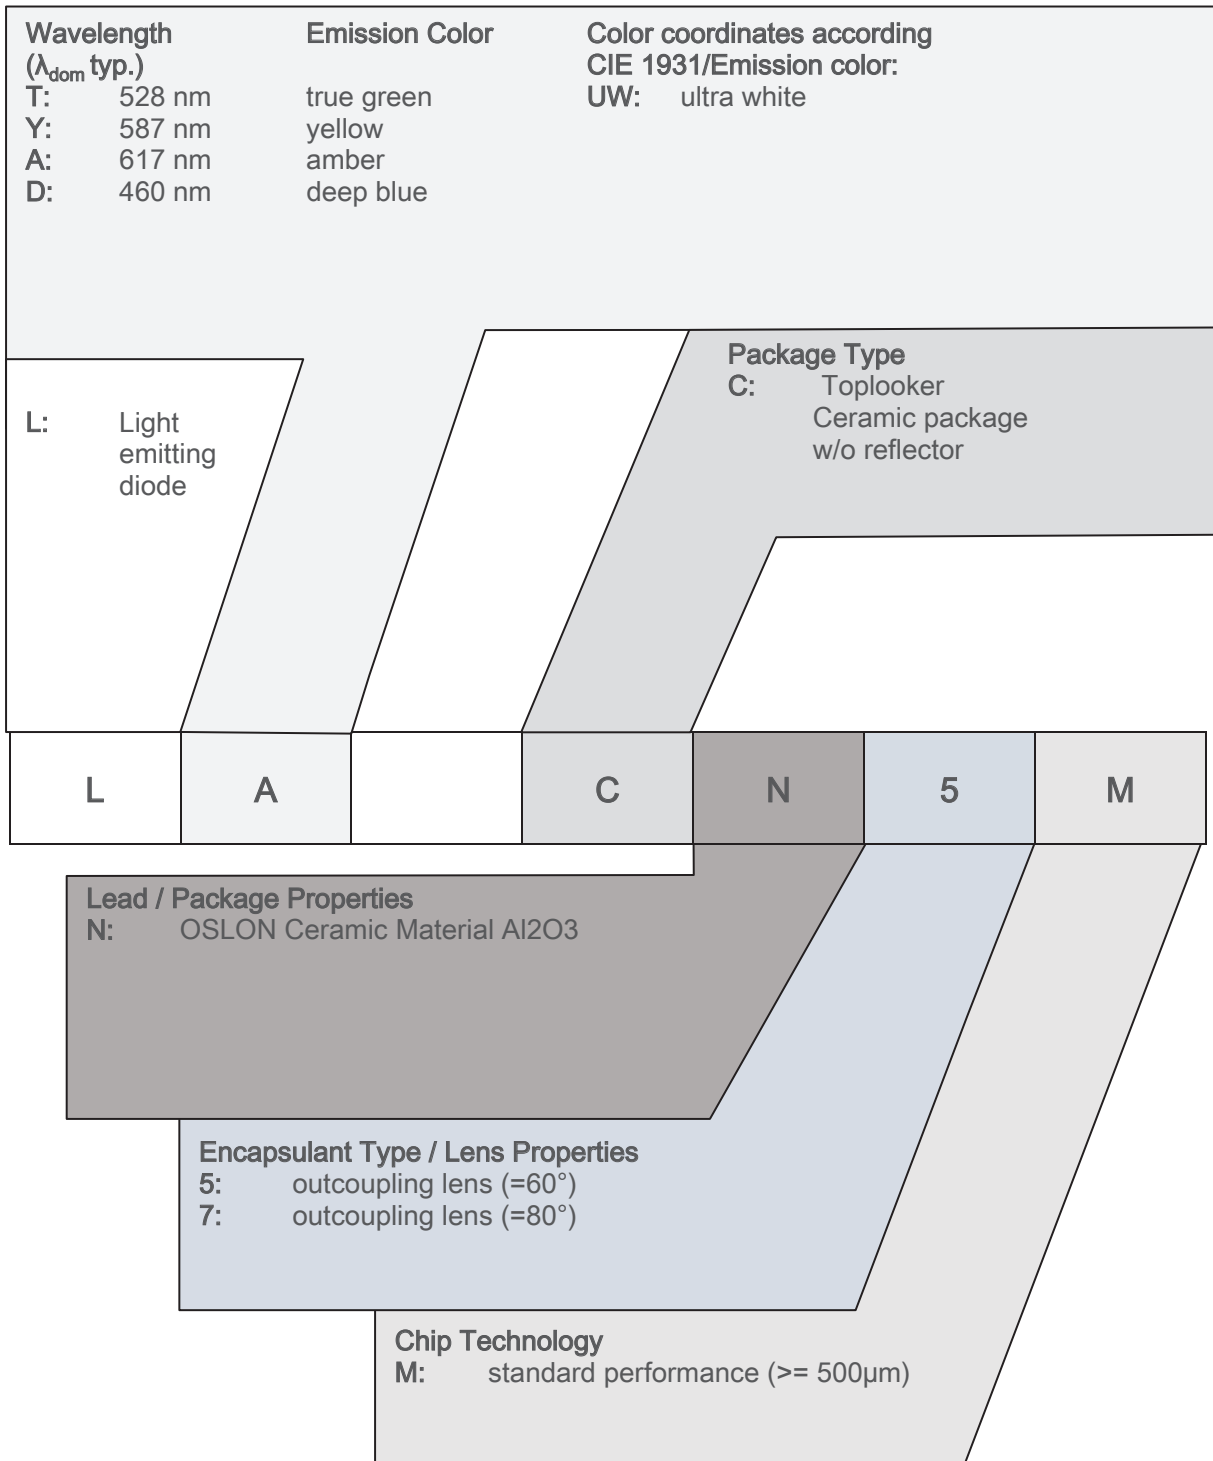 Wavelength Emission Color Color coordinates according
(λdom typ.) CIE 1931/Emission color:
T: 528 nm true green UW: ultra white
Y: 587 nm yellow
A: 617 nm amber
D: 460 nm deep blue
Package Type
C: Toplooker
Ceramic package
w/o reflector
L: Light
emitting
diode
L A C N 5 M
Lead / Package Properties
N: OSLON Ceramic Material Al2O3
Encapsulant Type / Lens Properties
5: outcoupling lens (=60°)
7: outcoupling lens (=80°)
Chip Technology
M: standard performance (>= 500µm)